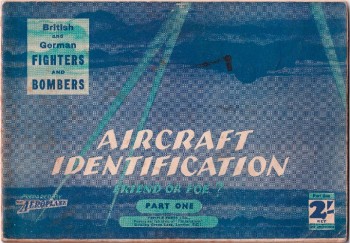 British
and
German
FIGHTERS
AND
BOMBERS
AIRCRAFT
IDENTIFICATION
FRIEND OR FOE ?
PART ONE
AEROPLANE
2/-